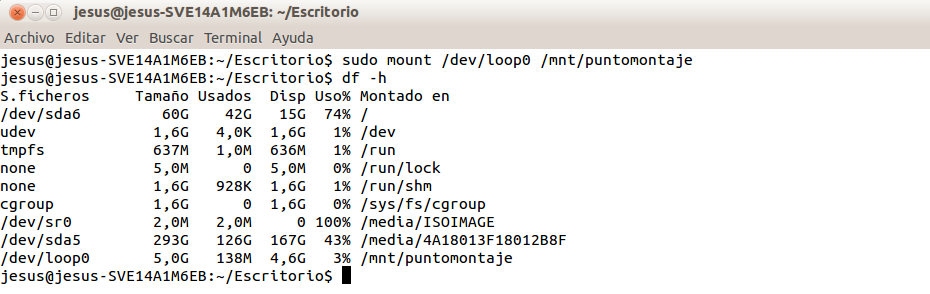 jesus@jesus-SVE14A1M6EB: ~/Escritorio
Archivo Editar Ver Buscar Terminal Ayuda
jesus@jesus-SVE14A1M6EB:~/Escritorio$ sudo mount /dev/loop0 /mnt/puntomontaje
jesus@jesus-SVE14A1M6EB:~/Escritorio$ df -h
S.ficheros     Tamaño Usados  Disp Uso% Montado en
/dev/sda6         60G    42G   15G  74% /
udev             1,6G   4,0K  1,6G   1% /dev
tmpfs            637M   1,0M  636M   1% /run
none             5,0M      0  5,0M   0% /run/lock
none             1,6G   928K  1,6G   1% /run/shm
cgroup           1,6G      0  1,6G   0% /sys/fs/cgroup
/dev/sr0         2,0M   2,0M     0 100% /media/ISOIMAGE
/dev/sda5        293G   126G  167G  43% /media/4A18013F18012B8F
/dev/loop0       5,0G   138M  4,6G   3% /mnt/puntomontaje
jesus@jesus-SVE14A1M6EB:~/Escritorio$